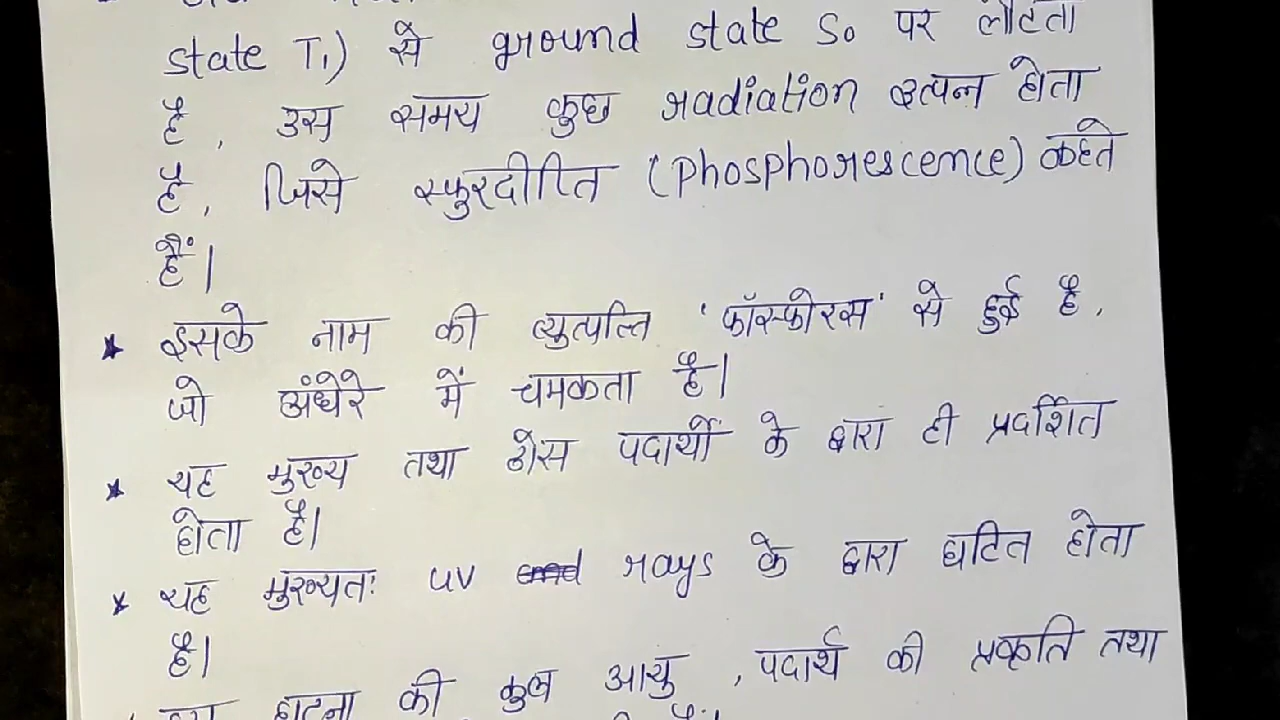 state T₁) से ground state S₀ पर लौटता
है, उस समय कुछ radiation उत्पन्न होता
है, जिसे स्फुरदीप्ति (Phosphorescence) कहते
हैं।
★ इसके नाम की व्युत्पत्ति 'फॉस्फोरस' से हुई है,
जो अंधेरे में चमकता है।
★ यह मुख्य तथा ठोस पदार्थों के द्वारा ही प्रदर्शित
होता है।
★ यह मुख्यतः UV rays के द्वारा घटित होता
है।
घटना की कुल आयु, पदार्थ की प्रकृति तथा